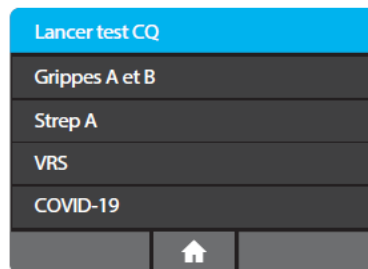 Lancer test CQ
Grippes A et B
Strep A
VRS
COVID-19